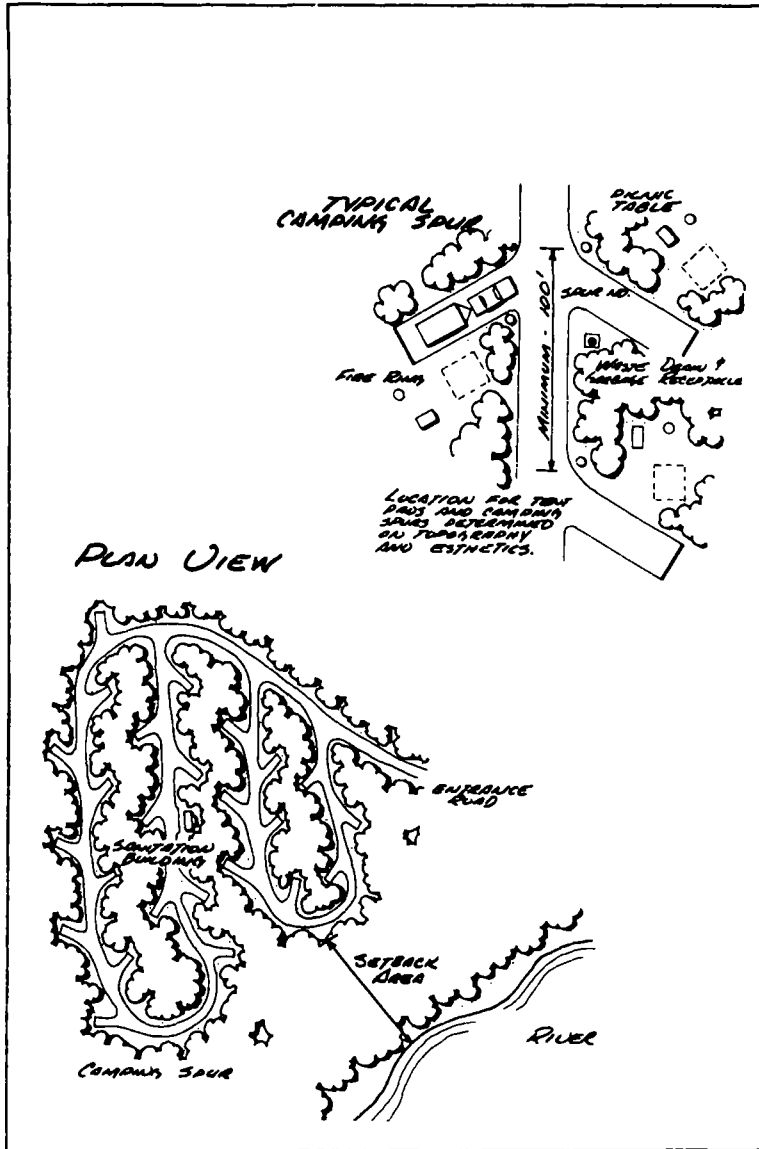 TYPICAL
CAMPING SPUR
PICNIC
TABLE
SPUR NO.
MINIMUM - 100'
FIRE RING
WASTE DRAIN &
GARBAGE RECEPTACLE
LOCATION FOR TENT
PADS AND CAMPING
SPURS DETERMINED
ON TOPOGRAPHY
AND ESTHETICS.
PLAN VIEW
ENTRANCE
ROAD
SANITATION
BUILDING
SETBACK
AREA
RIVER
CAMPING SPUR